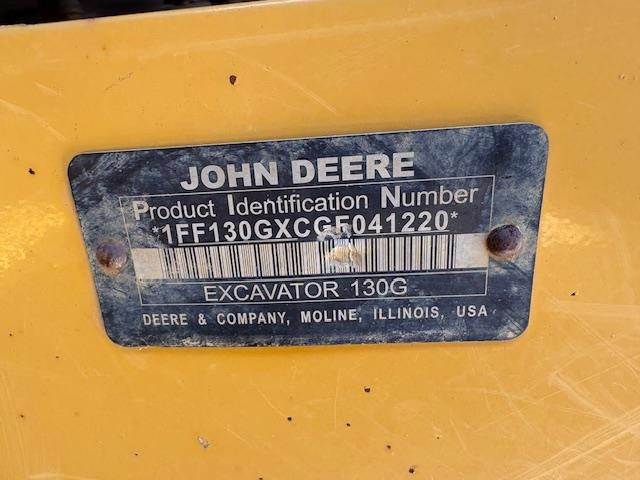 JOHN DEERE
Product Identification Number
*1FF130GXCGF041220*
EXCAVATOR 130G
DEERE & COMPANY, MOLINE, ILLINOIS, USA